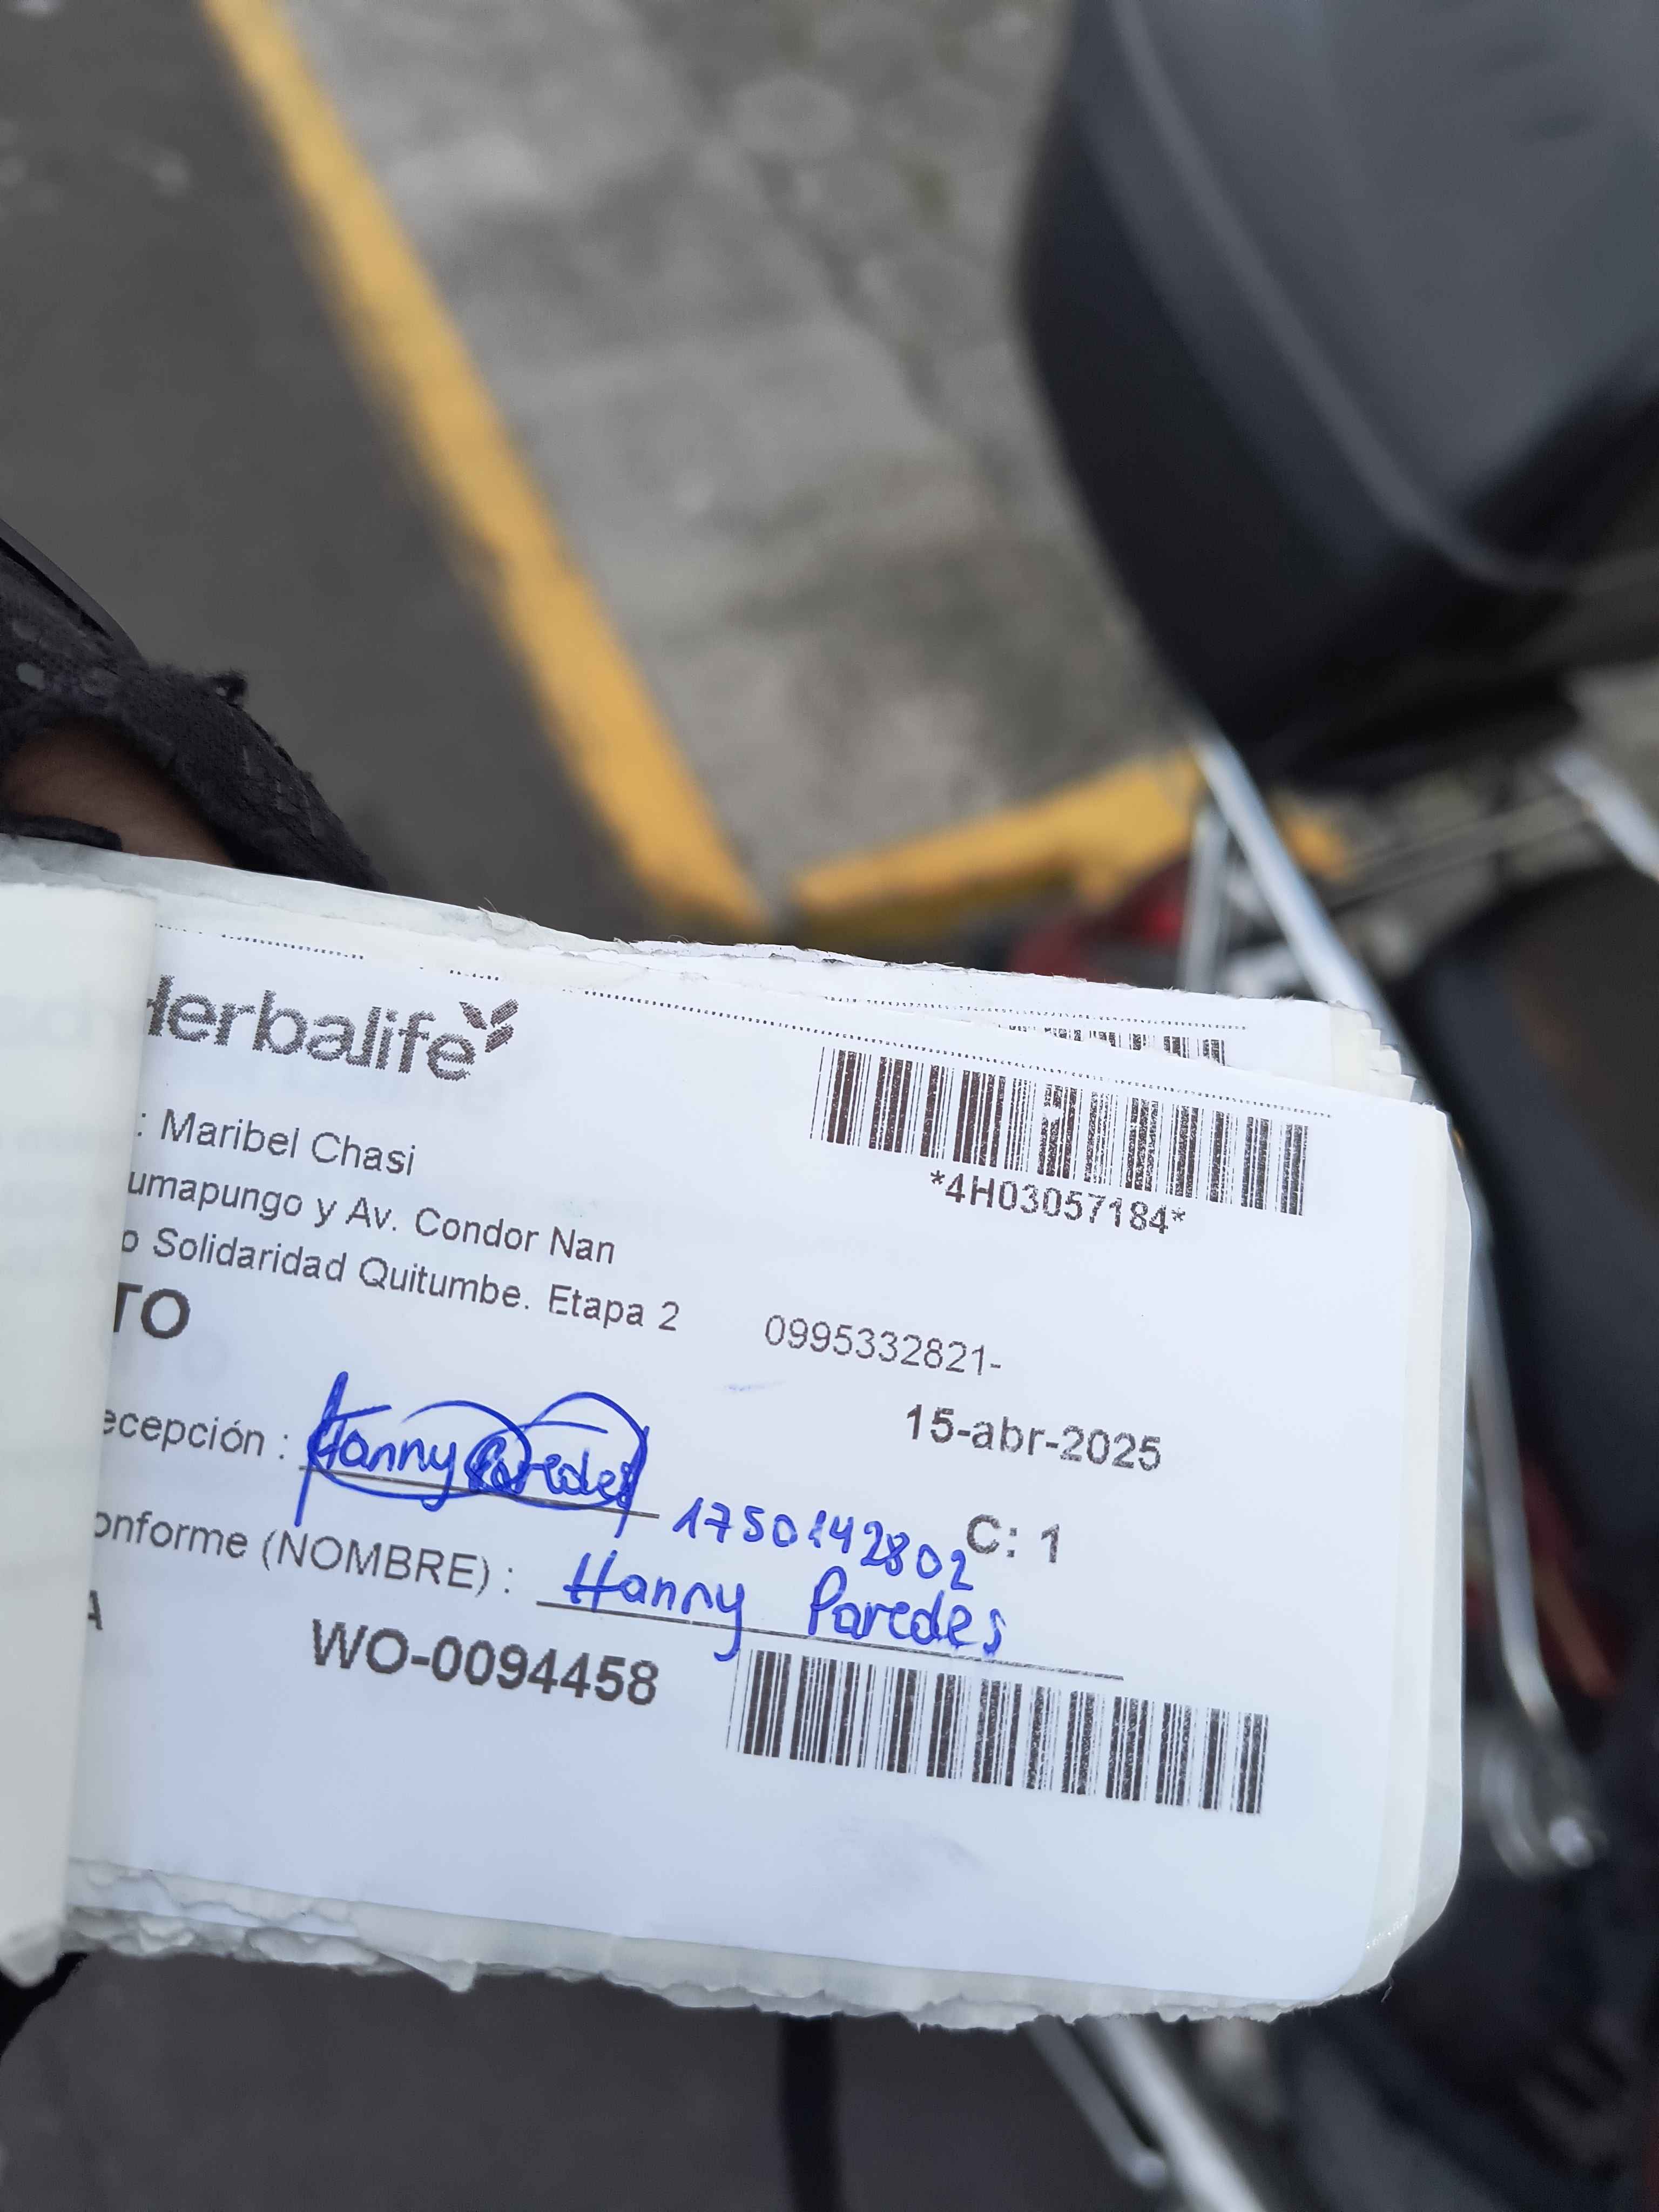 Herbalife
*4H03057184*
: Maribel Chasi
umapungo y Av. Condor Nan
o Solidaridad Quitumbe. Etapa 2 0995332821-
TO
15-abr-2025
ecepción : Hanny Paredes
1750142802 C: 1
onforme (NOMBRE) : Hanny Paredes
A
WO-0094458